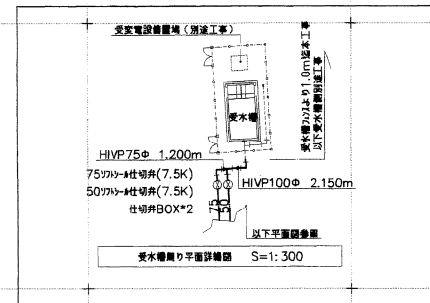 受変電設備置場（別途工事）
受水槽
受水槽フェンスより1.0m迄本工事
以下受水槽側別途工事
HIVP75Φ 1.200m
75ソフトシール仕切弁(7.5K)
50ソフトシール仕切弁(7.5K)
HIVP100Φ 2.150m
仕切弁BOX*2
75
50
以下平面図参照
受水槽廻り平面詳細図 S=1:300